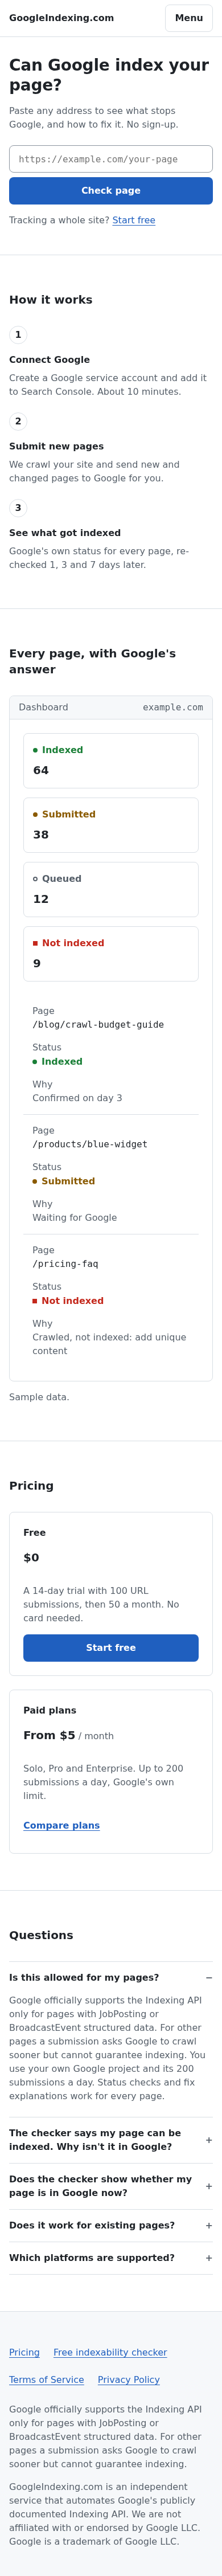 GoogleIndexing.com
Menu
Can Google index your
page?
Paste any address to see what stops
Google, and how to fix it. No sign-up.
https://example.com/your-page
Check page
Tracking a whole site? Start free
How it works
1
Connect Google
Create a Google service account and add it
to Search Console. About 10 minutes.
2
Submit new pages
We crawl your site and send new and
changed pages to Google for you.
3
See what got indexed
Google's own status for every page, re-
checked 1, 3 and 7 days later.
Every page, with Google's
answer
Dashboard
example.com
Indexed
64
Submitted
38
Queued
12
Not indexed
9
Page
/blog/crawl-budget-guide
Status
Indexed
Why
Confirmed on day 3
Page
/products/blue-widget
Status
Submitted
Why
Waiting for Google
Page
/pricing-faq
Status
Not indexed
Why
Crawled, not indexed: add unique
content
Sample data.
Pricing
Free
$0
A 14-day trial with 100 URL
submissions, then 50 a month. No
card needed.
Start free
Paid plans
From $5 / month
Solo, Pro and Enterprise. Up to 200
submissions a day, Google's own
limit.
Compare plans
Questions
Is this allowed for my pages? −
Google officially supports the Indexing API
only for pages with JobPosting or
BroadcastEvent structured data. For other
pages a submission asks Google to crawl
sooner but cannot guarantee indexing. You
use your own Google project and its 200
submissions a day. Status checks and fix
explanations work for every page.
The checker says my page can be
indexed. Why isn't it in Google? +
Does the checker show whether my
page is in Google now? +
Does it work for existing pages? +
Which platforms are supported? +
Pricing Free indexability checker
Terms of Service Privacy Policy
Google officially supports the Indexing API
only for pages with JobPosting or
BroadcastEvent structured data. For other
pages a submission asks Google to crawl
sooner but cannot guarantee indexing.
GoogleIndexing.com is an independent
service that automates Google's publicly
documented Indexing API. We are not
affiliated with or endorsed by Google LLC.
Google is a trademark of Google LLC.